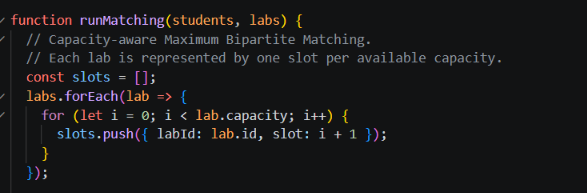 function runMatching(students, labs) {
  // Capacity-aware Maximum Bipartite Matching.
  // Each lab is represented by one slot per available capacity.
  const slots = [];
  labs.forEach(lab => {
    for (let i = 0; i < lab.capacity; i++) {
      slots.push({ labId: lab.id, slot: i + 1 });
    }
  });